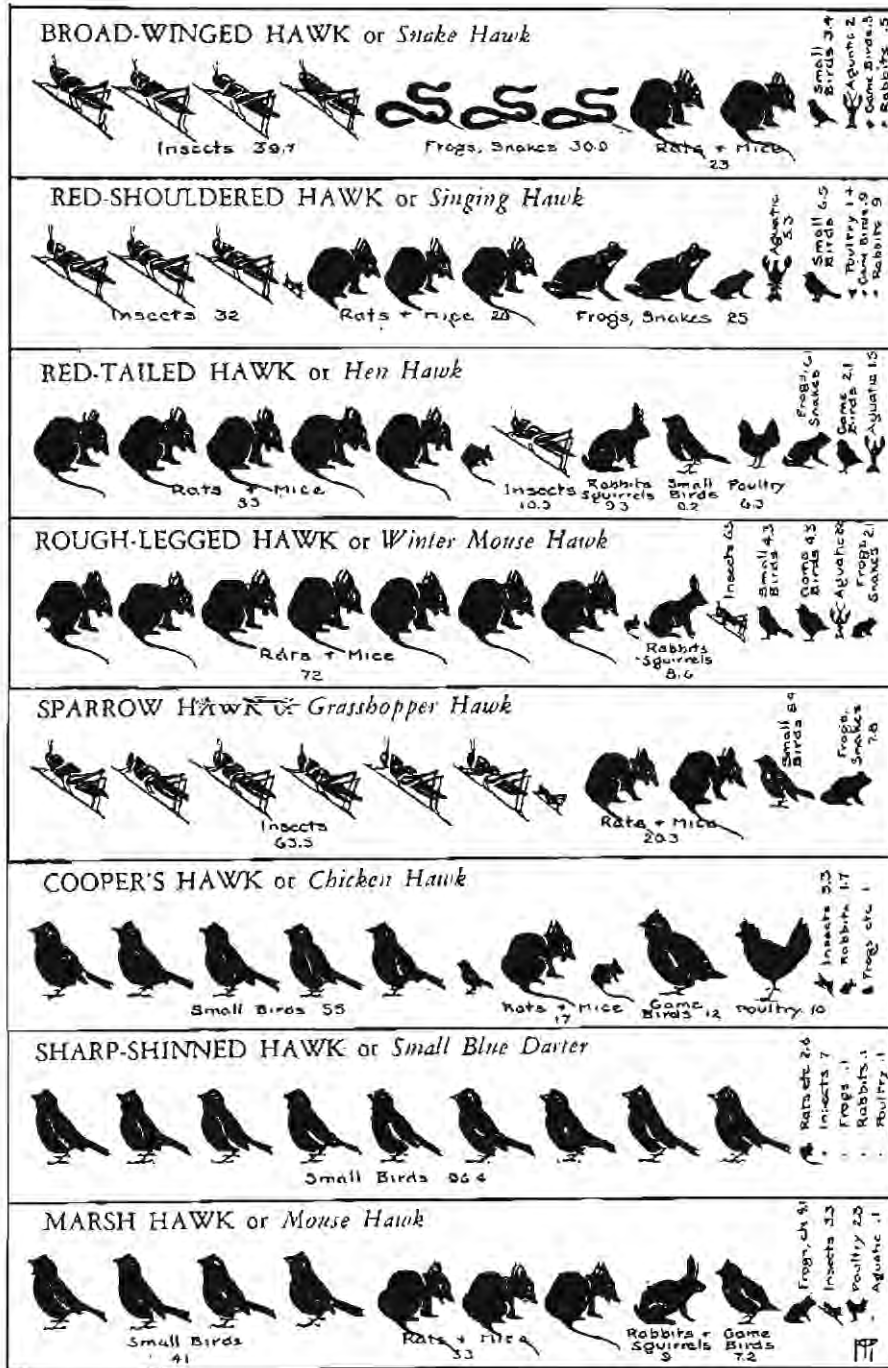 BROAD-WINGED HAWK or Snake Hawk
Insects 39.7
Frogs, Snakes 30.9
Rats + Mice
23
Small
Birds 3.4
Aquatic 2
Game Birds .5
Rabbits .5
RED-SHOULDERED HAWK or Singing Hawk
Insects 32
Rats + Mice 28
Frogs, Snakes 25
Aquatic
5.3
Small
Birds 6.5
Poultry 1.4
Game Birds .9
Rabbits .9
RED-TAILED HAWK or Hen Hawk
Rats + Mice
55
Insects
10.3
Rabbits
Squirrels
9.3
Small
Birds
Poultry
6.3
Frogs, 6.1
Snakes
Game
Birds 2.1
Aquatic 1.5
ROUGH-LEGGED HAWK or Winter Mouse Hawk
Rats + Mice
72
Rabbits
Squirrels
8.6
Insects
Small
Birds 4.3
Game
Birds 4.3
Aquatic
Frogs
Snakes 2.1
SPARROW HAWK or Grasshopper Hawk
Insects
63.5
Rats + Mice
20.3
Small
Birds
Frogs,
Snakes
7.8
COOPER'S HAWK or Chicken Hawk
Small Birds 55
Rats + Mice
17
Game
Birds 12
Poultry 10
Insects 3.3
Rabbits 1.7
Frogs etc 1
SHARP-SHINNED HAWK or Small Blue Darter
Small Birds 96.4
Rats etc 2.6
Insects .7
Frogs .1
Rabbits .1
Poultry .1
MARSH HAWK or Mouse Hawk
Small Birds
41
Rats + Mice
33
Rabbits +
Squirrels
9
Game
Birds
7.2
Insects 3.3
Poultry
Aquatic .1